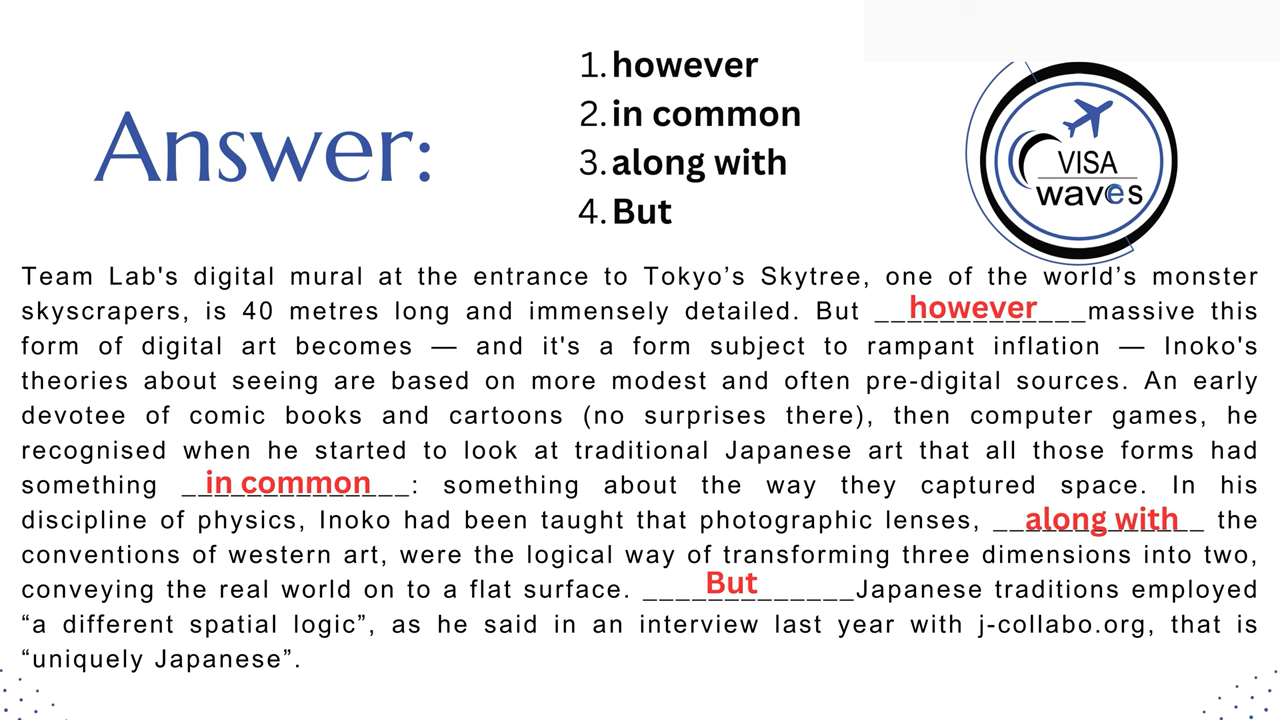 Answer:
1. however
2. in common
3. along with
4. But
VISA
waves
Team Lab's digital mural at the entrance to Tokyo’s Skytree, one of the world’s monster
skyscrapers, is 40 metres long and immensely detailed. But _however_massive this
form of digital art becomes — and it's a form subject to rampant inflation — Inoko's
theories about seeing are based on more modest and often pre-digital sources. An early
devotee of comic books and cartoons (no surprises there), then computer games, he
recognised when he started to look at traditional Japanese art that all those forms had
something _in common_: something about the way they captured space. In his
discipline of physics, Inoko had been taught that photographic lenses, _along with_ the
conventions of western art, were the logical way of transforming three dimensions into two,
conveying the real world on to a flat surface. _But_Japanese traditions employed
“a different spatial logic”, as he said in an interview last year with j-collabo.org, that is
“uniquely Japanese”.